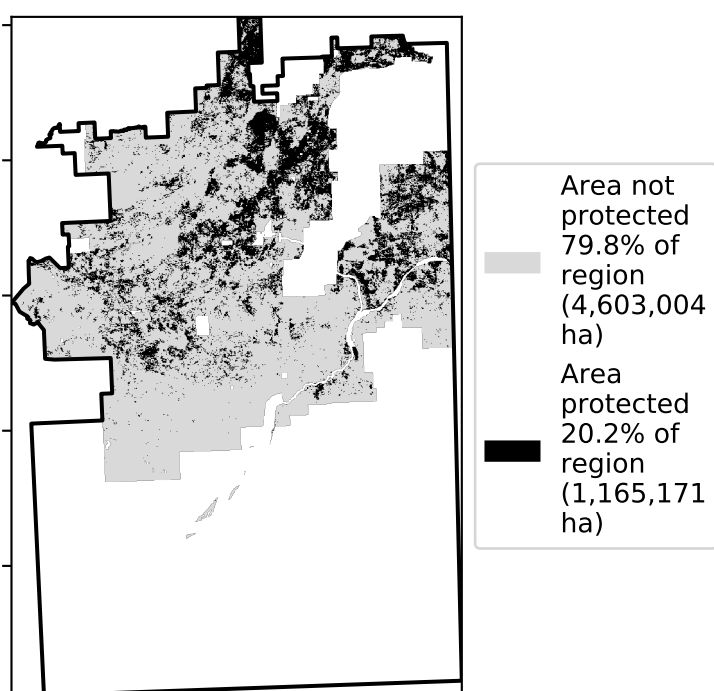 Area not
protected
79.8% of
region
(4,603,004
ha)
Area
protected
20.2% of
region
(1,165,171
ha)